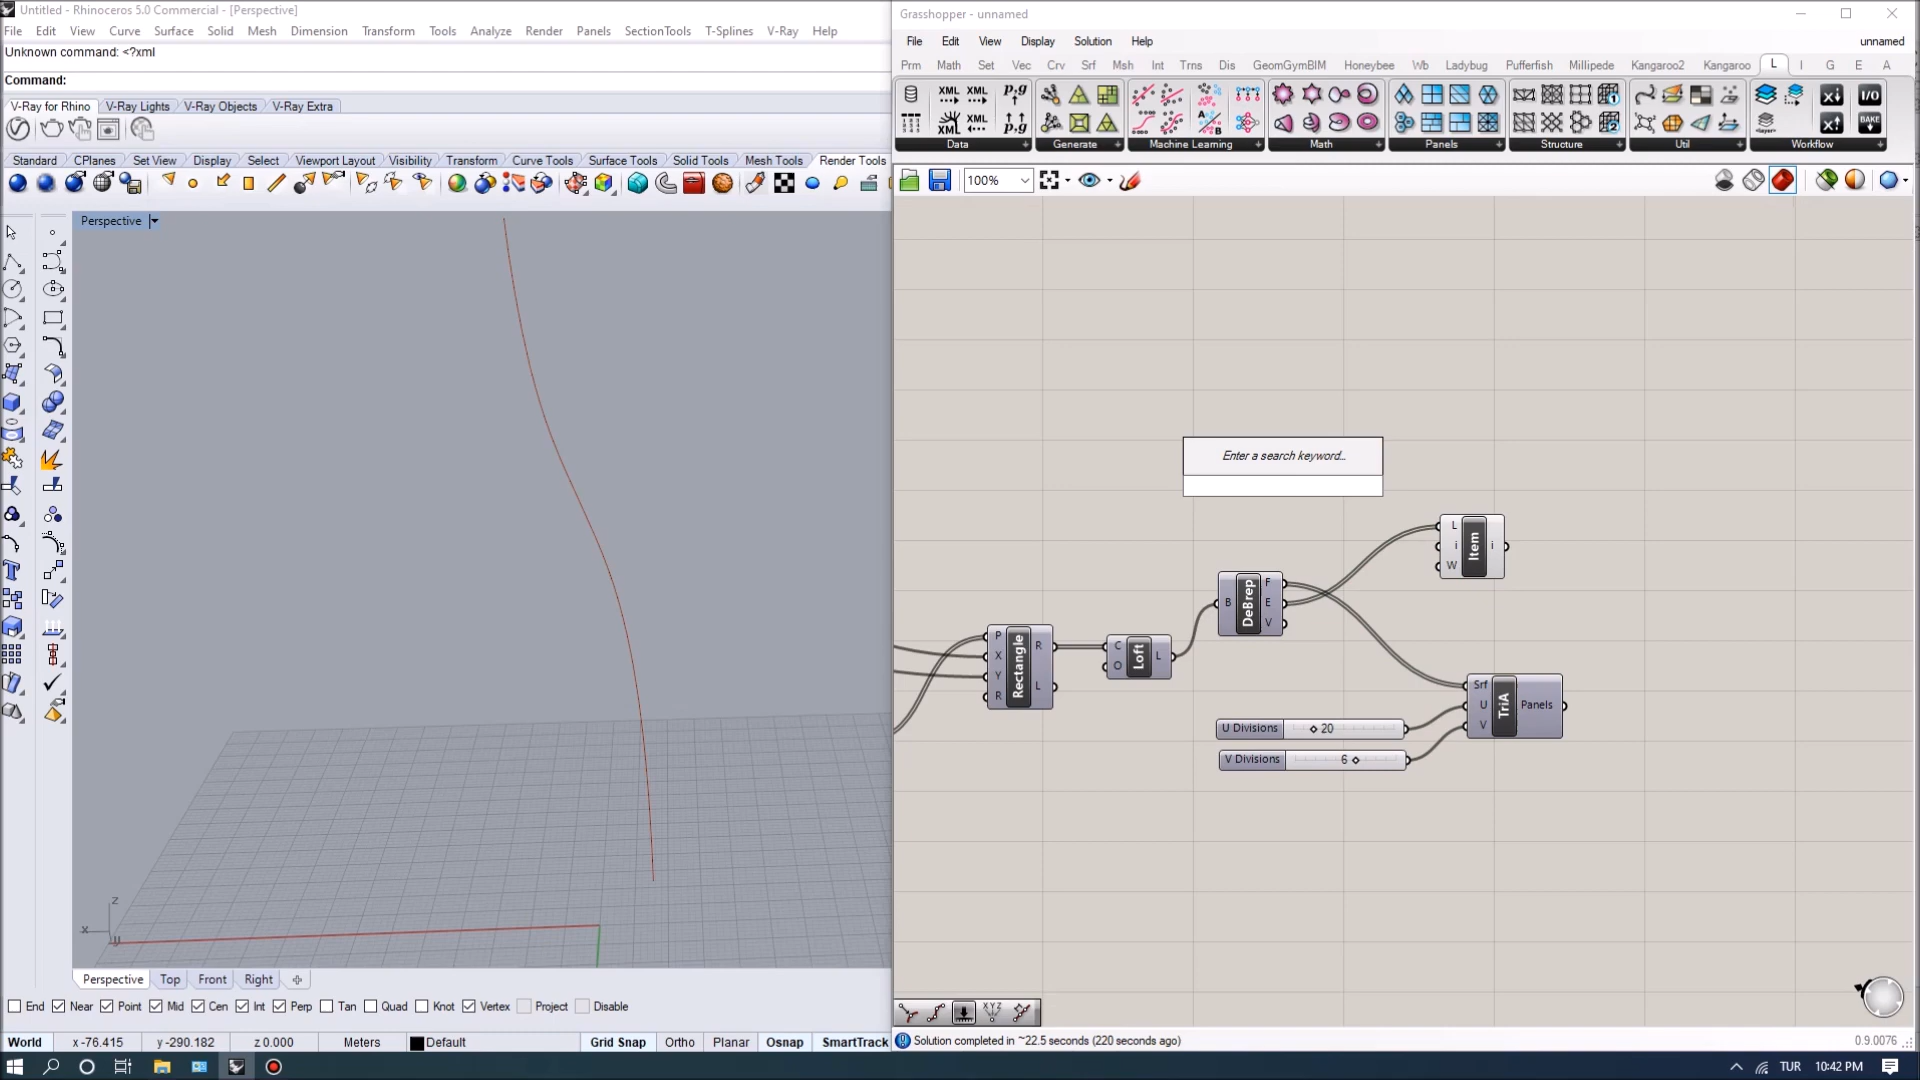 Untitled - Rhinoceros 5.0 Commercial - [Perspective]
File Edit View Curve Surface Solid Mesh Dimension Transform Tools Analyze Render Panels SectionTools T-Splines V-Ray Help
Unknown command: <?xml
Command:
V-Ray for Rhino V-Ray Lights V-Ray Objects V-Ray Extra
Standard CPlanes Set View Display Select Viewport Layout Visibility Transform Curve Tools Surface Tools Solid Tools Mesh Tools Render Tools
Perspective
z
x
y
Perspective Top Front Right
End Near Point Mid Cen Int Perp Tan Quad Knot Vertex Project Disable
World x -76.415 y -290.182 z 0.000 Meters Default Grid Snap Ortho Planar Osnap SmartTrack
Grasshopper - unnamed
File Edit View Display Solution Help unnamed
Prm Math Set Vec Crv Srf Msh Int Trns Dis GeomGymBIM Honeybee Wb Ladybug Pufferfish Millipede Kangaroo2 Kangaroo L I G E A
XML XML p,g I/O
XML XML p,g BAKE
Data Generate Machine Learning Math Panels Structure Util Workflow
100%
Enter a search keyword...
L
i Item i
W
F
B DeBrep E
V
P
X Rectangle R
Y L
R
C Loft L
O
Srf
U TriA Panels
V
U Divisions 20
V Divisions 6
XYZ
Solution completed in ~22.5 seconds (220 seconds ago) 0.9.0076
TUR 10:42 PM